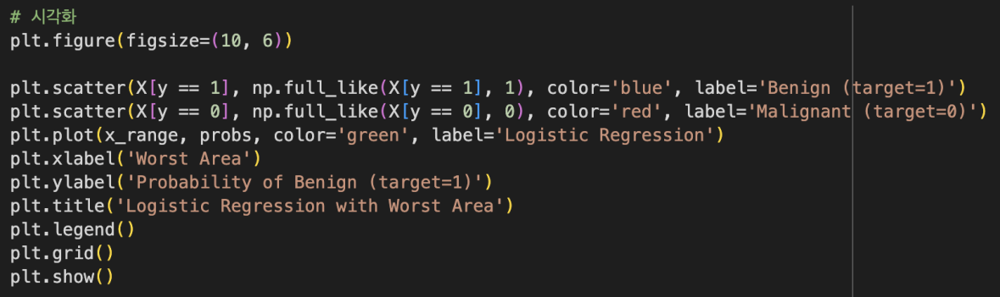 # 시각화
plt.figure(figsize=(10, 6))
plt.scatter(X[y == 1], np.full_like(X[y == 1], 1), color='blue', label='Benign (target=1)')
plt.scatter(X[y == 0], np.full_like(X[y == 0], 0), color='red', label='Malignant (target=0)')
plt.plot(x_range, probs, color='green', label='Logistic Regression')
plt.xlabel('Worst Area')
plt.ylabel('Probability of Benign (target=1)')
plt.title('Logistic Regression with Worst Area')
plt.legend()
plt.grid()
plt.show()